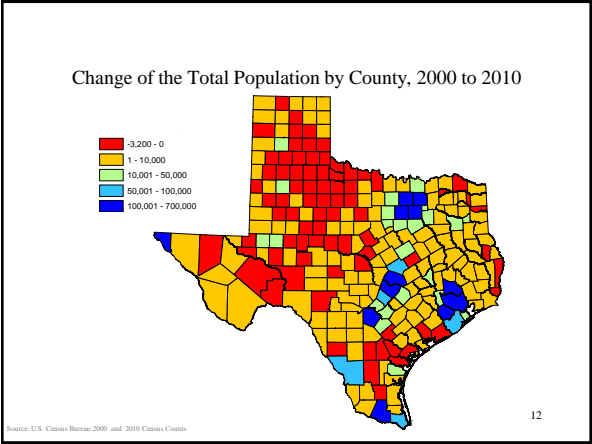 Change of the Total Population by County, 2000 to 2010
-3,200 - 0
1 - 10,000
10,001 - 50,000
50,001 - 100,000
100,001 - 700,000
12
Source: U.S. Census Bureau 2000 and 2010 Census Counts